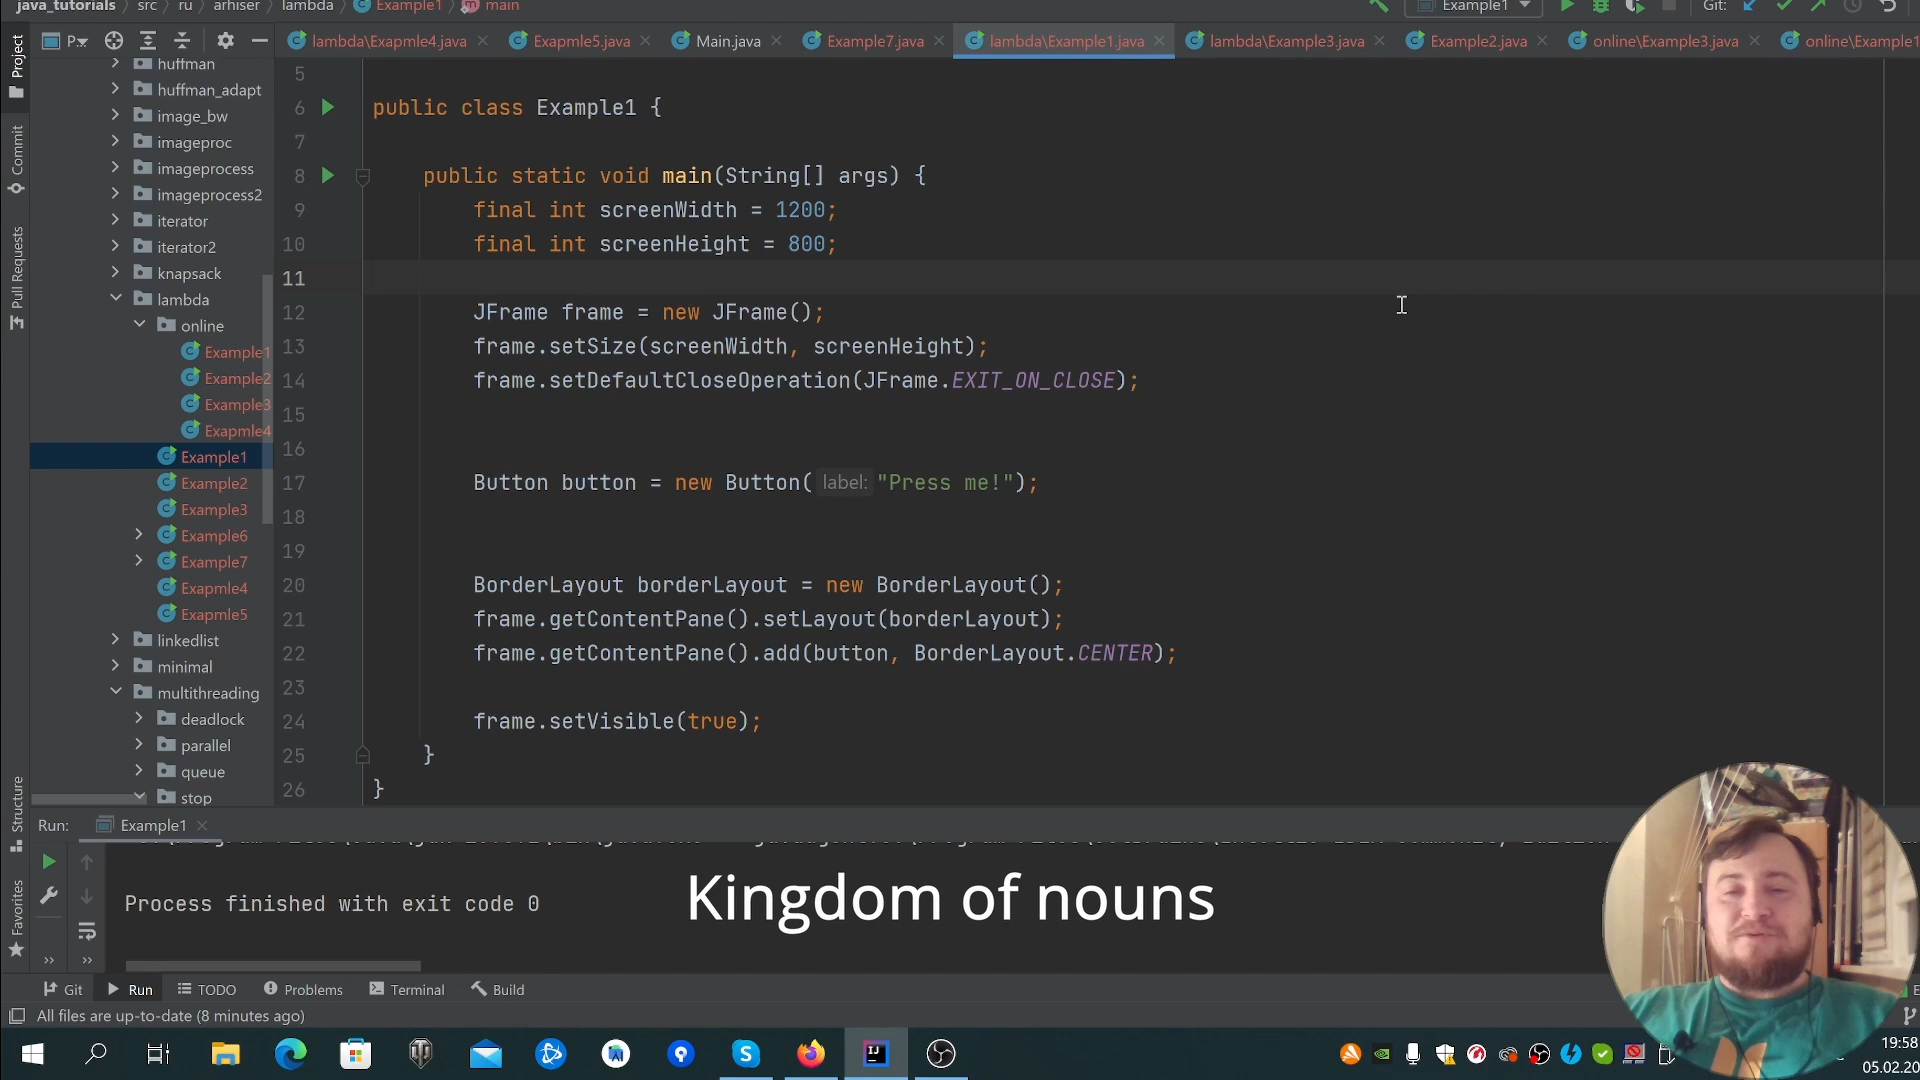 java_tutorials › src › ru › arhiser › lambda › Example1 › main
Example1
Git:
Project
P...
lambda\Exapmle4.java
Exapmle5.java
Main.java
Example7.java
lambda\Example1.java
lambda\Example3.java
Example2.java
online\Example3.java
online\Example1
Commit
Pull Requests
Structure
Favorites
huffman
huffman_adapt
image_bw
imageproc
imageprocess
imageprocess2
iterator
iterator2
knapsack
lambda
online
Example1
Example2
Example3
Exapmle4
Example1
Example2
Example3
Example6
Example7
Exapmle4
Exapmle5
linkedlist
minimal
multithreading
deadlock
parallel
queue
stop
5
6 public class Example1 {
7
8 public static void main(String[] args) {
9 final int screenWidth = 1200;
10 final int screenHeight = 800;
11
12 JFrame frame = new JFrame();
13 frame.setSize(screenWidth, screenHeight);
14 frame.setDefaultCloseOperation(JFrame.EXIT_ON_CLOSE);
15
16
17 Button button = new Button( label: "Press me!");
18
19
20 BorderLayout borderLayout = new BorderLayout();
21 frame.getContentPane().setLayout(borderLayout);
22 frame.getContentPane().add(button, BorderLayout.CENTER);
23
24 frame.setVisible(true);
25 }
26 }
Run: Example1
Process finished with exit code 0
Kingdom of nouns
Git Run TODO Problems Terminal Build
All files are up-to-date (8 minutes ago)
19:58
05.02.20